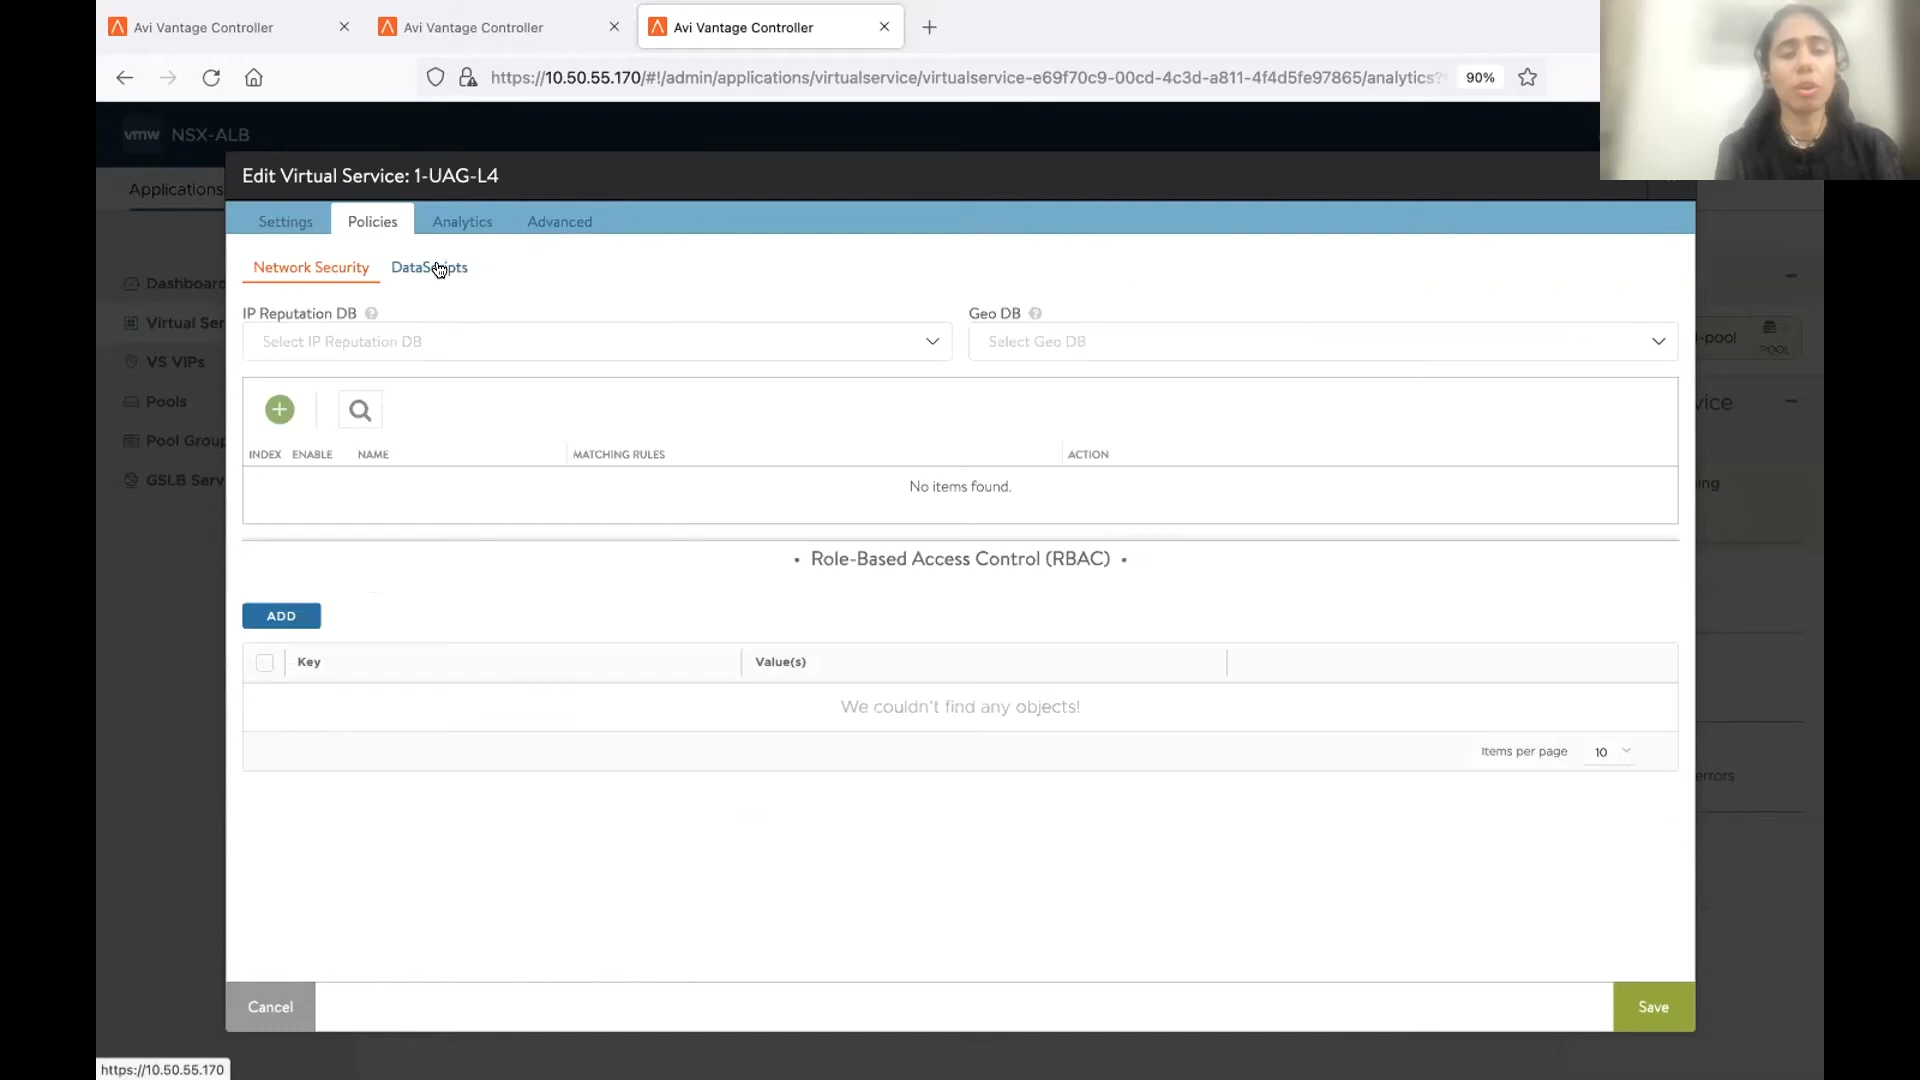 Avi Vantage Controller
Avi Vantage Controller
Avi Vantage Controller
https://10.50.55.170/#!/admin/applications/virtualservice/virtualservice-e69f70c9-00cd-4c3d-a811-4f4d5fe97865/analytics?
90%
vmw NSX-ALB
Applications
Edit Virtual Service: 1-UAG-L4
Settings Policies Analytics Advanced
Network Security DataScripts
Dashboard
Virtual Ser
VS VIPs
Pools
Pool Group
GSLB Serv
IP Reputation DB
Select IP Reputation DB
Geo DB
Select Geo DB
INDEX ENABLE NAME MATCHING RULES ACTION
No items found.
• Role-Based Access Control (RBAC) •
ADD
Key Value(s)
We couldn't find any objects!
Items per page 10
Cancel
Save
-pool
POOL
vice
ing
errors
https://10.50.55.170